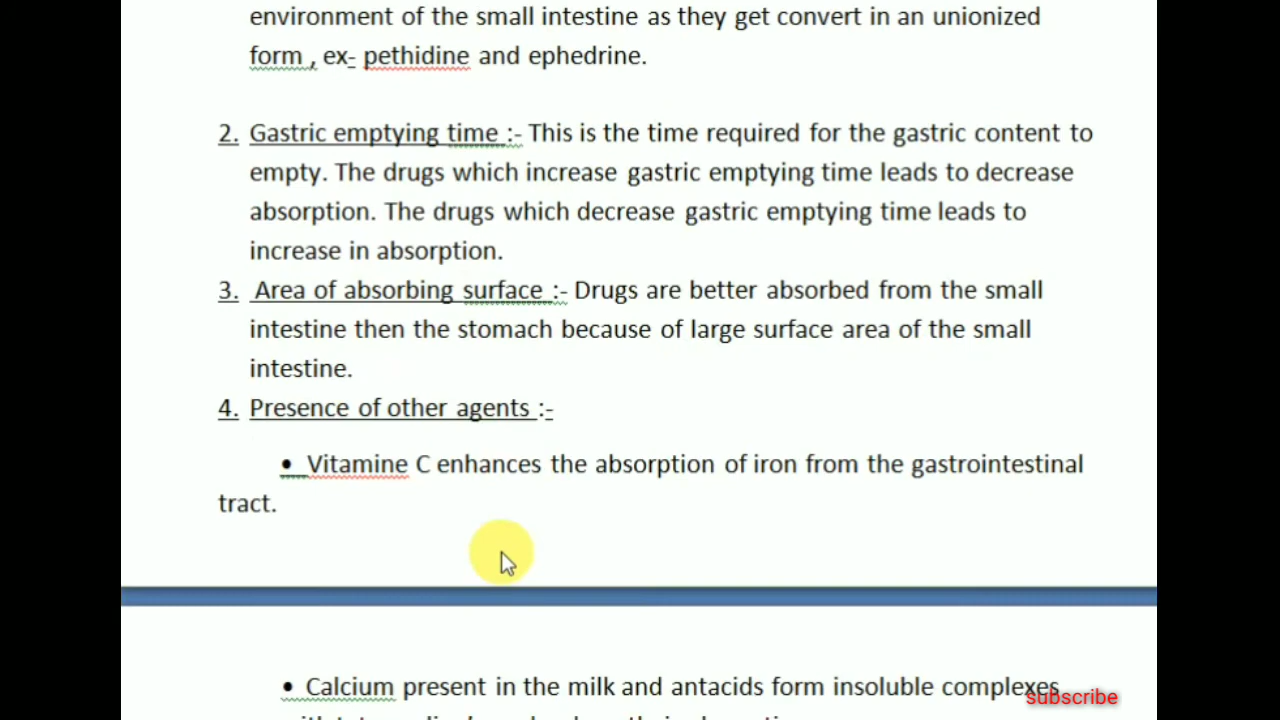 environment of the small intestine as they get convert in an unionized
form , ex- pethidine and ephedrine.
2. Gastric emptying time :- This is the time required for the gastric content to
empty. The drugs which increase gastric emptying time leads to decrease
absorption. The drugs which decrease gastric emptying time leads to
increase in absorption.
3. Area of absorbing surface :- Drugs are better absorbed from the small
intestine then the stomach because of large surface area of the small
intestine.
4. Presence of other agents :-
• Vitamine C enhances the absorption of iron from the gastrointestinal
tract.
• Calcium present in the milk and antacids form insoluble complexes
subscribe